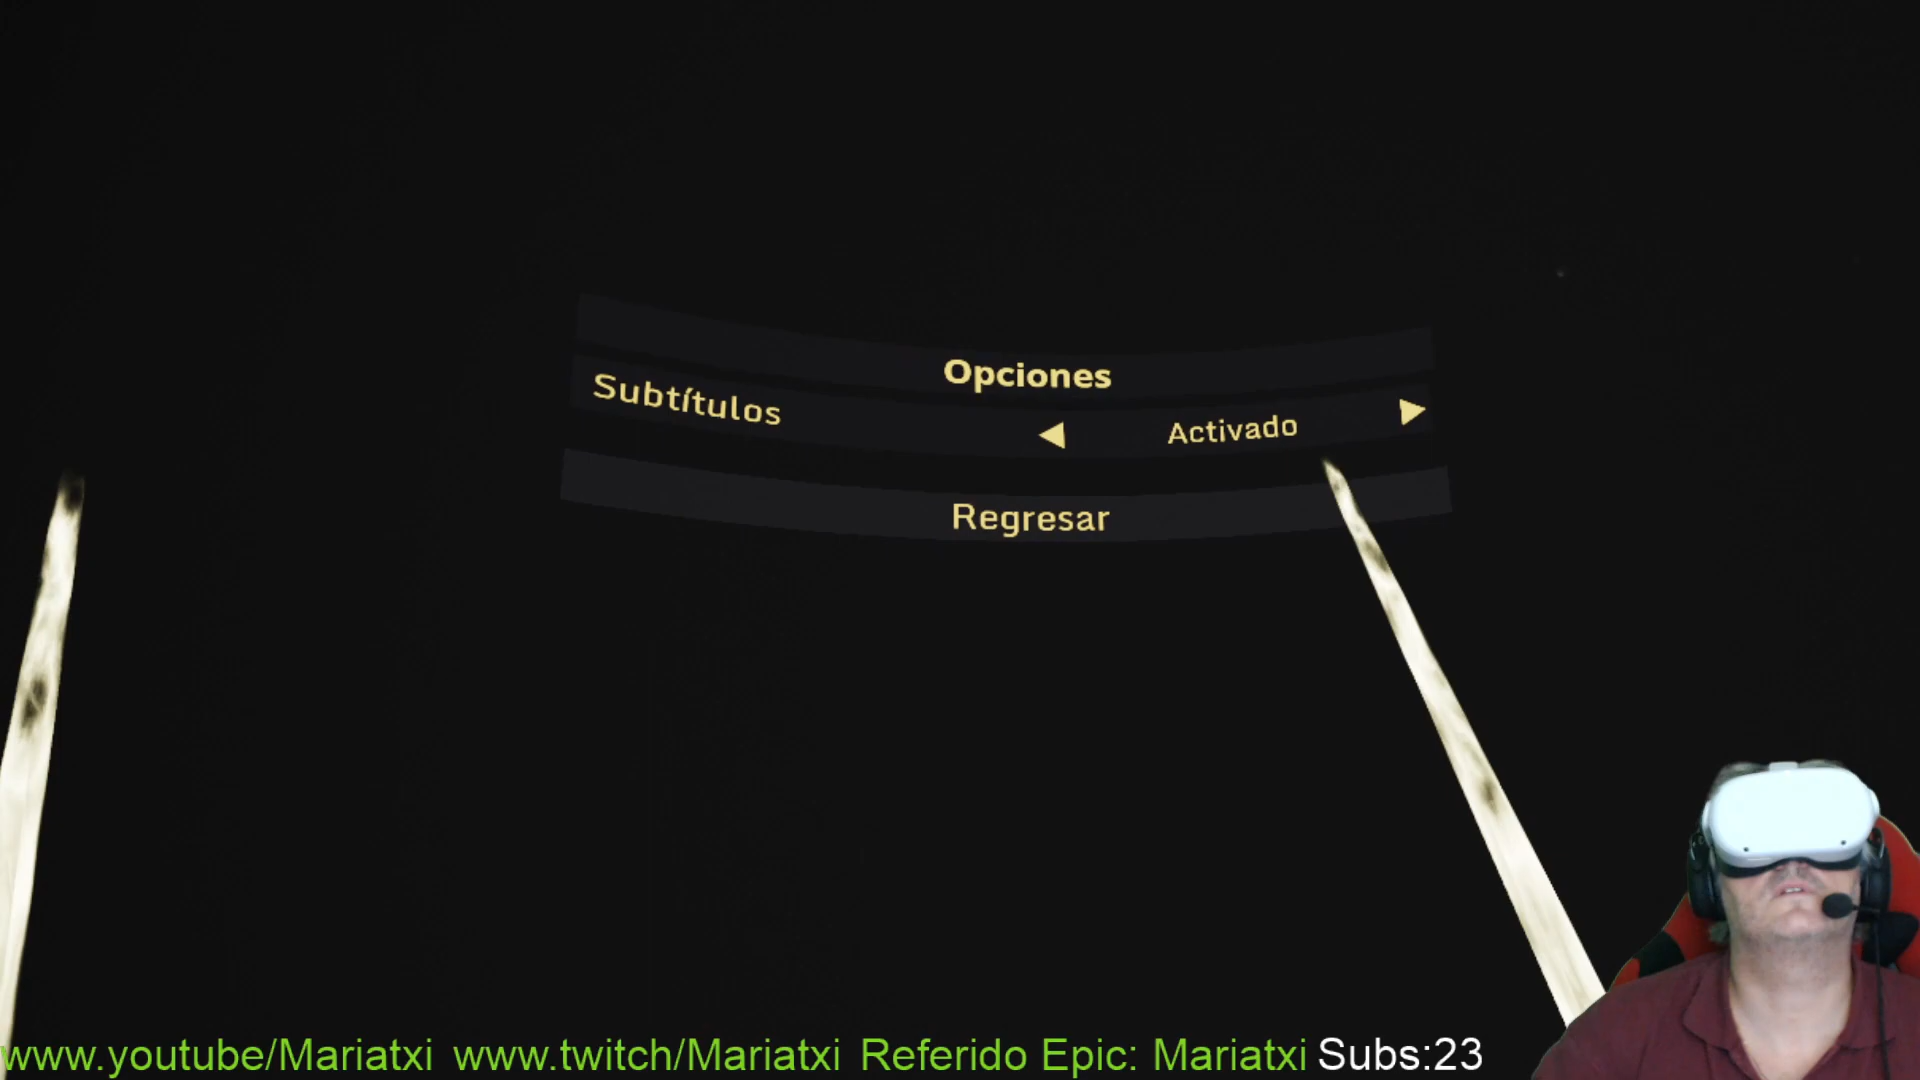 Opciones
Subtítulos Activado
Regresar
www.youtube/Mariatxi www.twitch/Mariatxi Referido Epic: Mariatxi Subs:23